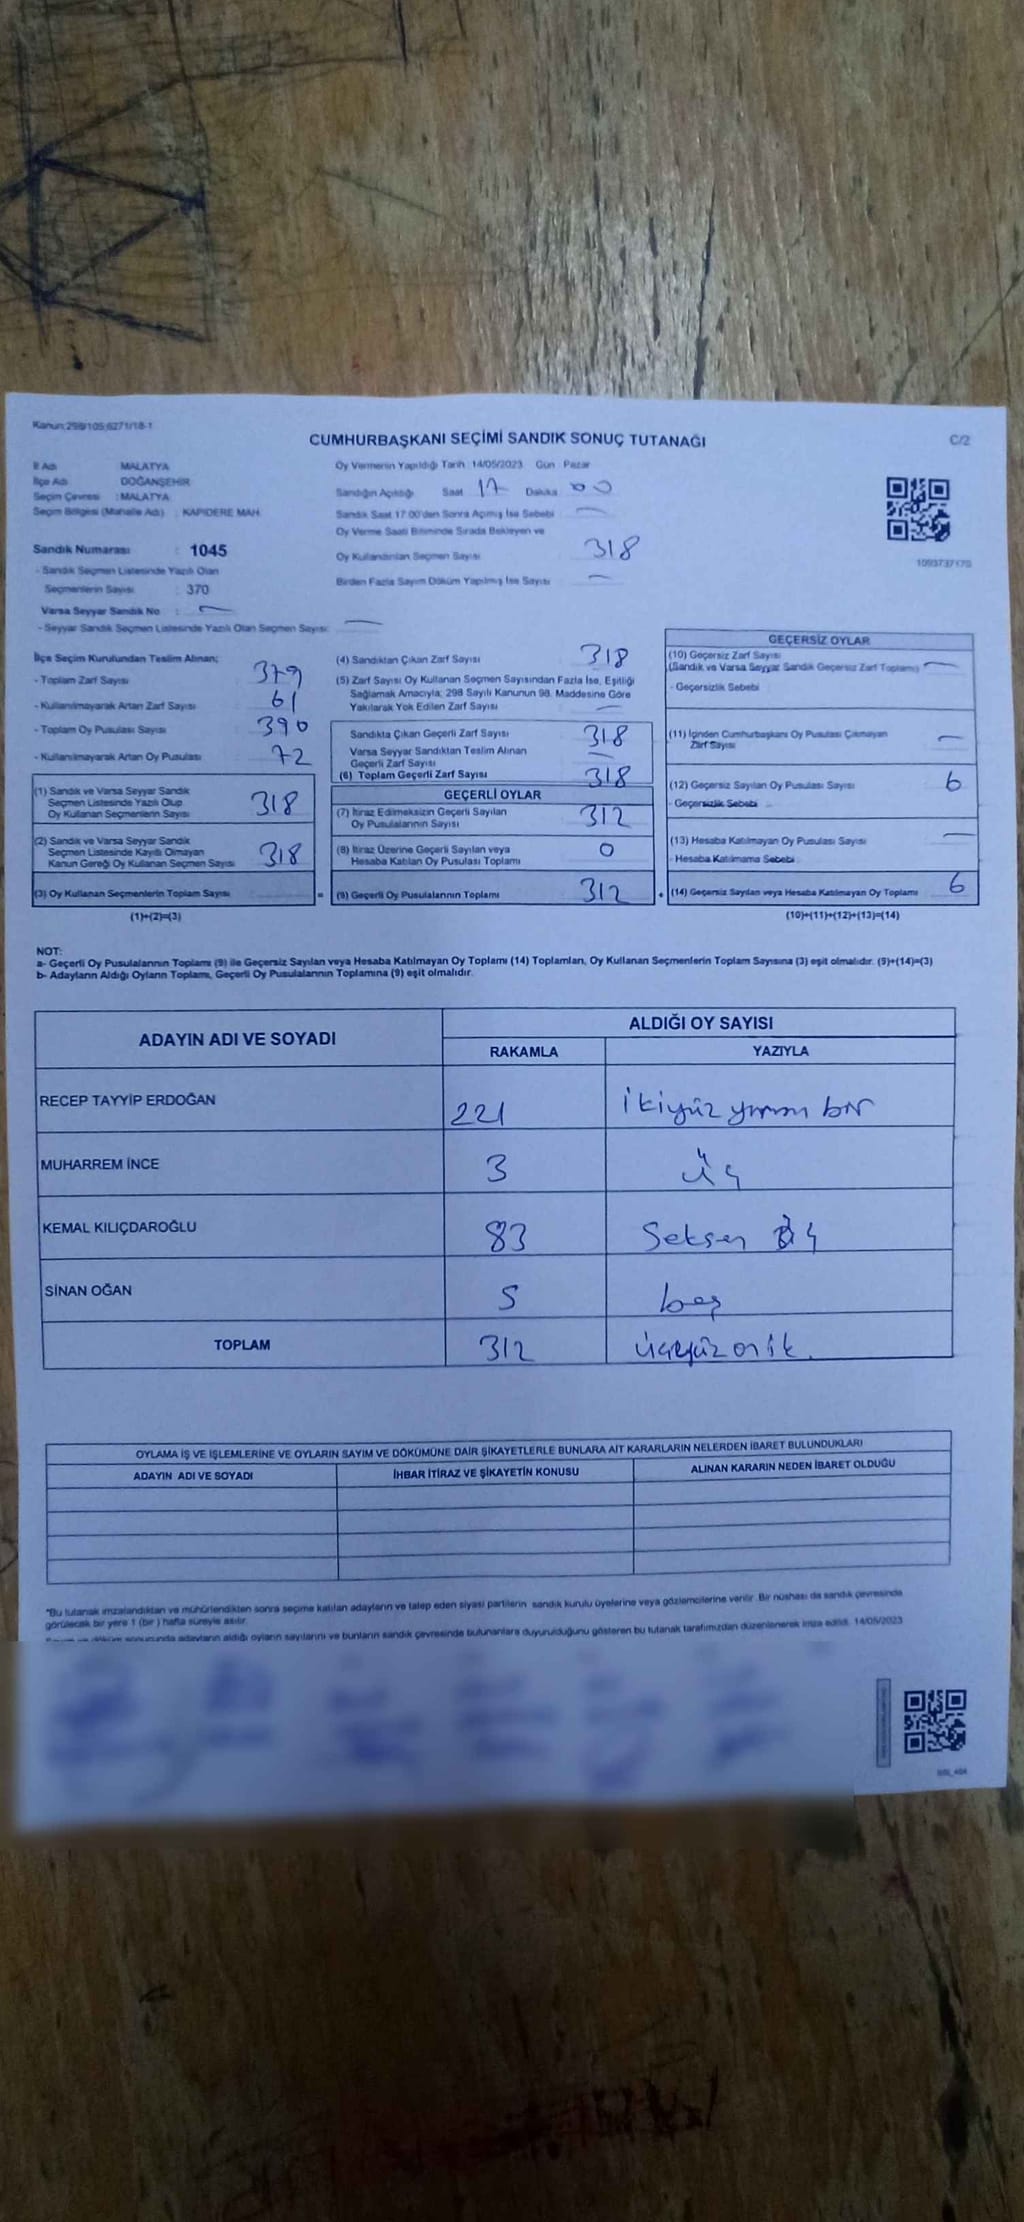 Kanun:298/105;6271/18-1
CUMHURBAŞKANI SEÇİMİ SANDIK SONUÇ TUTANAĞI
C/2
İl Adı MALATYA
İlçe Adı DOĞANŞEHİR
Seçim Çevresi : MALATYA
Seçim Bölgesi (Mahalle Adı) : KAPIDERE MAH.
Sandık Numarası : 1045
- Sandık Seçmen Listesinde Yazılı Olan
Seçmenlerin Sayısı : 370
Varsa Seyyar Sandık No : —
- Seyyar Sandık Seçmen Listesinde Yazılı Olan Seçmen Sayısı: —
Oy Vermenin Yapıldığı Tarih :14/05/2023 Gün : Pazar
Sandığın Açıldığı Saat 17 Dakika 00
Sandık Saat 17:00'den Sonra Açılmış İse Sebebi : —
Oy Verme Saati Bitiminde Sırada Bekleyen ve
Oy Kullandırılan Seçmen Sayısı 318
Birden Fazla Sayım Döküm Yapılmış İse Sayısı : —
1093737170
İlçe Seçim Kurulundan Teslim Alınan;
- Toplam Zarf Sayısı 379
- Kullanılmayarak Artan Zarf Sayısı 61
- Toplam Oy Pusulası Sayısı 390
- Kullanılmayarak Artan Oy Pusulası 72
(1) Sandık ve Varsa Seyyar Sandık
Seçmen Listesinde Yazılı Olup
Oy Kullanan Seçmenlerin Sayısı 318
(2) Sandık ve Varsa Seyyar Sandık
Seçmen Listesinde Kayıtlı Olmayan
Kanun Gereği Oy Kullanan Seçmen Sayısı 318
(3) Oy Kullanan Seçmenlerin Toplam Sayısı =
(1)+(2)=(3)
(4) Sandıktan Çıkan Zarf Sayısı 318
(5) Zarf Sayısı Oy Kullanan Seçmen Sayısından Fazla İse, Eşitliği
Sağlamak Amacıyla; 298 Sayılı Kanunun 98. Maddesine Göre
Yakılarak Yok Edilen Zarf Sayısı —
Sandıkta Çıkan Geçerli Zarf Sayısı 318
Varsa Seyyar Sandıktan Teslim Alınan
Geçerli Zarf Sayısı —
(6) Toplam Geçerli Zarf Sayısı 318
GEÇERLİ OYLAR
(7) İtiraz Edilmeksizin Geçerli Sayılan
Oy Pusulalarının Sayısı 312
(8) İtiraz Üzerine Geçerli Sayılan veya
Hesaba Katılan Oy Pusulası Toplamı 0
(9) Geçerli Oy Pusulalarının Toplamı 312 +
GEÇERSİZ OYLAR
(10) Geçersiz Zarf Sayısı
(Sandık ve Varsa Seyyar Sandık Geçersiz Zarf Toplamı) —
- Geçersizlik Sebebi
(11) İçinden Cumhurbaşkanı Oy Pusulası Çıkmayan
Zarf Sayısı —
(12) Geçersiz Sayılan Oy Pusulası Sayısı 6
- Geçersizlik Sebebi
(13) Hesaba Katılmayan Oy Pusulası Sayısı —
- Hesaba Katılmama Sebebi
(14) Geçersiz Sayılan veya Hesaba Katılmayan Oy Toplamı 6
(10)+(11)+(12)+(13)=(14)
NOT:
a- Geçerli Oy Pusulalarının Toplamı (9) ile Geçersiz Sayılan veya Hesaba Katılmayan Oy Toplamı (14) Toplamları, Oy Kullanan Seçmenlerin Toplam Sayısına (3) eşit olmalıdır. (9)+(14)=(3)
b- Adayların Aldığı Oyların Toplamı, Geçerli Oy Pusulalarının Toplamına (9) eşit olmalıdır.
ADAYIN ADI VE SOYADI
ALDIĞI OY SAYISI
RAKAMLA YAZIYLA
RECEP TAYYİP ERDOĞAN 221 ikiyüz yirmi bir
MUHARREM İNCE 3 üç
KEMAL KILIÇDAROĞLU 83 Seksen üç
SİNAN OĞAN 5 beş
TOPLAM 312 üçyüz on ik
OYLAMA İŞ VE İŞLEMLERİNE VE OYLARIN SAYIM VE DÖKÜMÜNE DAİR ŞİKAYETLERLE BUNLARA AİT KARARLARIN NELERDEN İBARET BULUNDUKLARI
ADAYIN ADI VE SOYADI İHBAR İTİRAZ VE ŞİKAYETİN KONUSU ALINAN KARARIN NEDEN İBARET OLDUĞU
*Bu tutanak imzalandıktan ve mühürlendikten sonra seçime katılan adayların ve talep eden siyasi partilerin sandık kurulu üyelerine veya gözlemcilerine verilir. Bir nüshası da sandık çevresinde
görülecek bir yere 1 (bir) hafta süreyle asılır.
Sayım ve döküm sonucunda adayların aldığı oyların sayılarını ve bunların sandık çevresinde bulunanlara duyurulduğunu gösteren bu tutanak tarafımızdan düzenlenerek imza edildi. 14/05/2023